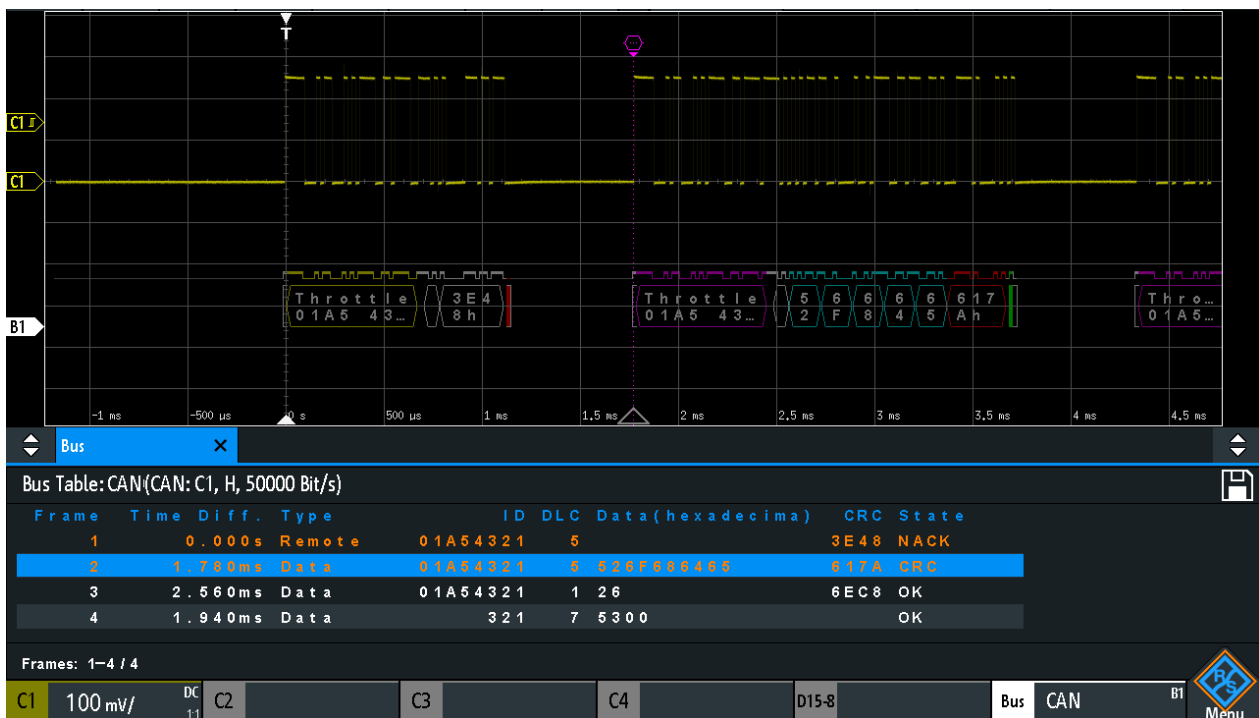 T
C1
C1
Throttle 3E4 Throttle 5 6 6 6 6 617 Thro…
01A5 43… 8h 01A5 43… 2 F 8 4 5 Ah 01A5…
B1
-1 ms -500 µs 0 s 500 µs 1 ms 1.5 ms 2 ms 2.5 ms 3 ms 3.5 ms 4 ms 4.5 ms
Bus ×
Bus Table: CAN (CAN: C1, H, 50000 Bit/s)
Frame Time Diff. Type ID DLC Data(hexadecima) CRC State
1 0.000s Remote 01A54321 5 3E48 NACK
2 1.780ms Data 01A54321 5 526F686465 617A CRC
3 2.560ms Data 01A54321 1 26 6EC8 OK
4 1.940ms Data 321 7 5300 OK
Frames: 1-4 / 4
C1 100 mV/ DC 1:1 C2 C3 C4 D15-8 Bus CAN B1 R&S
Menu